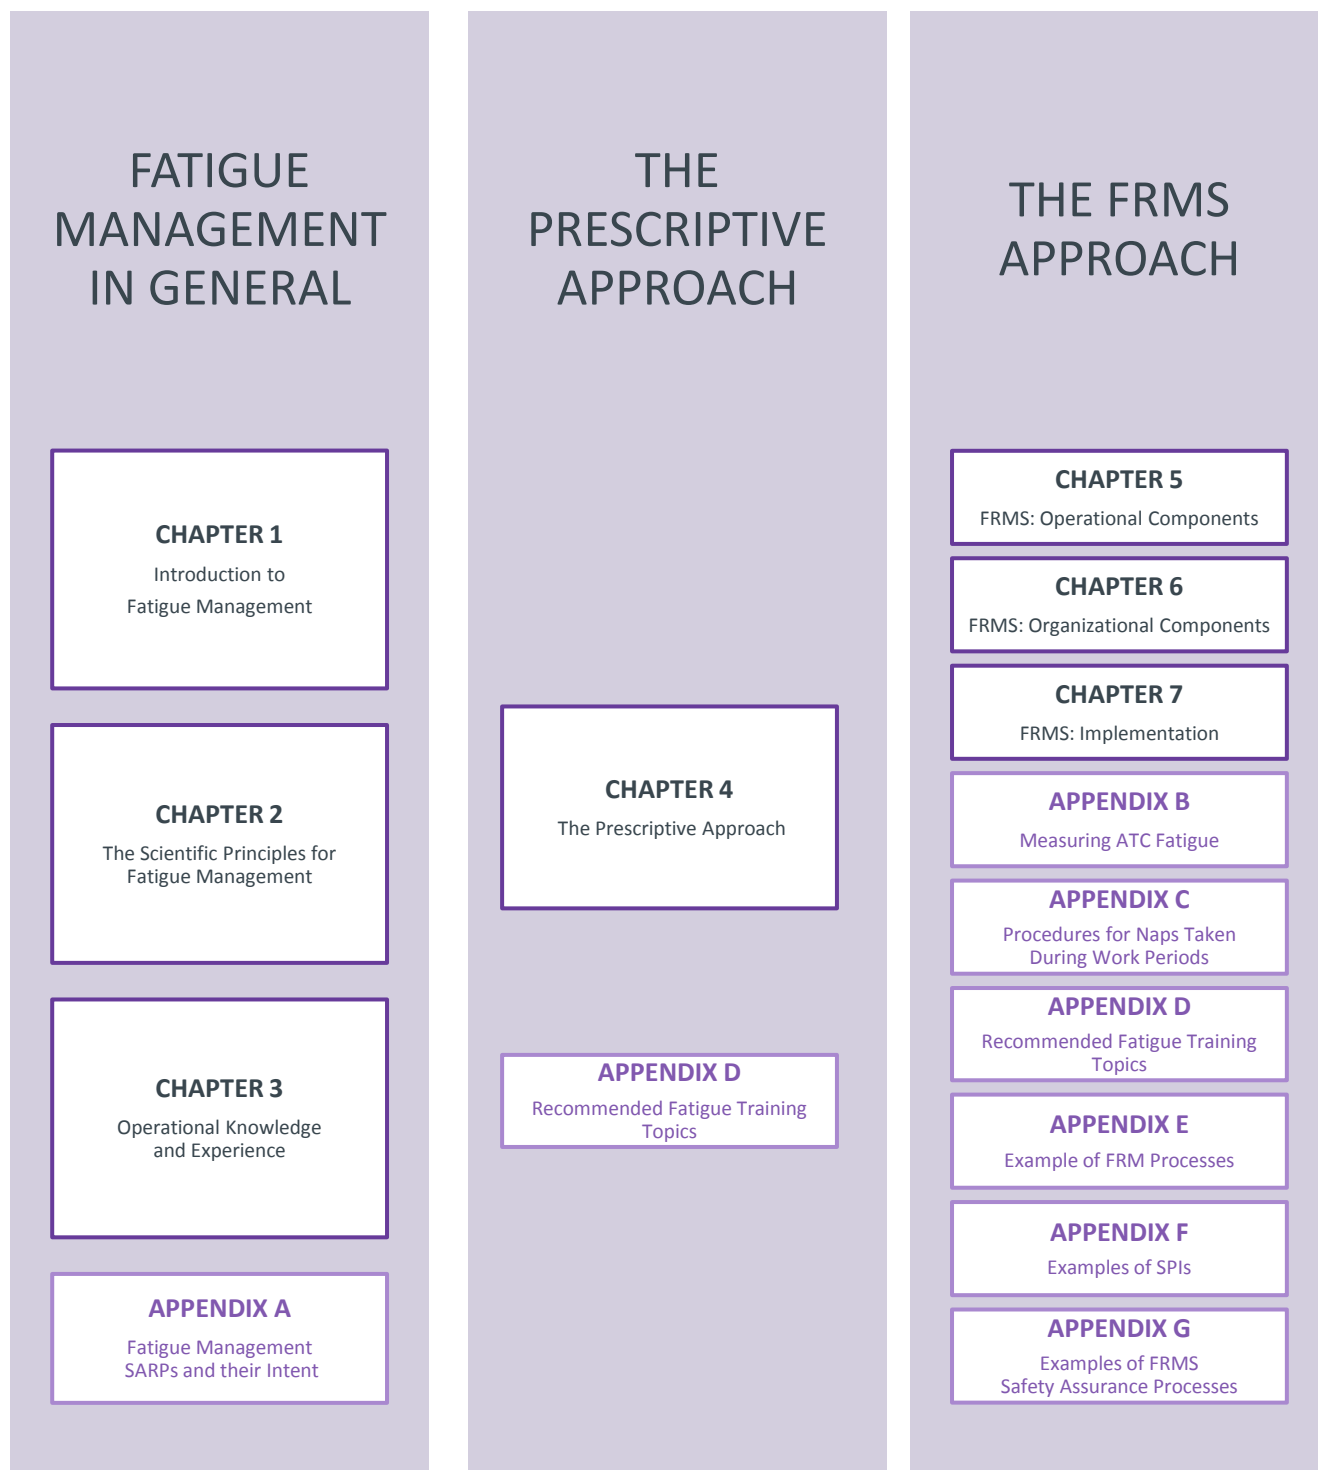 FATIGUE
MANAGEMENT
IN GENERAL
CHAPTER 1
Introduction to
Fatigue Management
CHAPTER 2
The Scientific Principles for
Fatigue Management
CHAPTER 3
Operational Knowledge
and Experience
APPENDIX A
Fatigue Management
SARPs and their Intent
THE
PRESCRIPTIVE
APPROACH
CHAPTER 4
The Prescriptive Approach
APPENDIX D
Recommended Fatigue Training
Topics
THE FRMS
APPROACH
CHAPTER 5
FRMS: Operational Components
CHAPTER 6
FRMS: Organizational Components
CHAPTER 7
FRMS: Implementation
APPENDIX B
Measuring ATC Fatigue
APPENDIX C
Procedures for Naps Taken
During Work Periods
APPENDIX D
Recommended Fatigue Training
Topics
APPENDIX E
Example of FRM Processes
APPENDIX F
Examples of SPIs
APPENDIX G
Examples of FRMS
Safety Assurance Processes